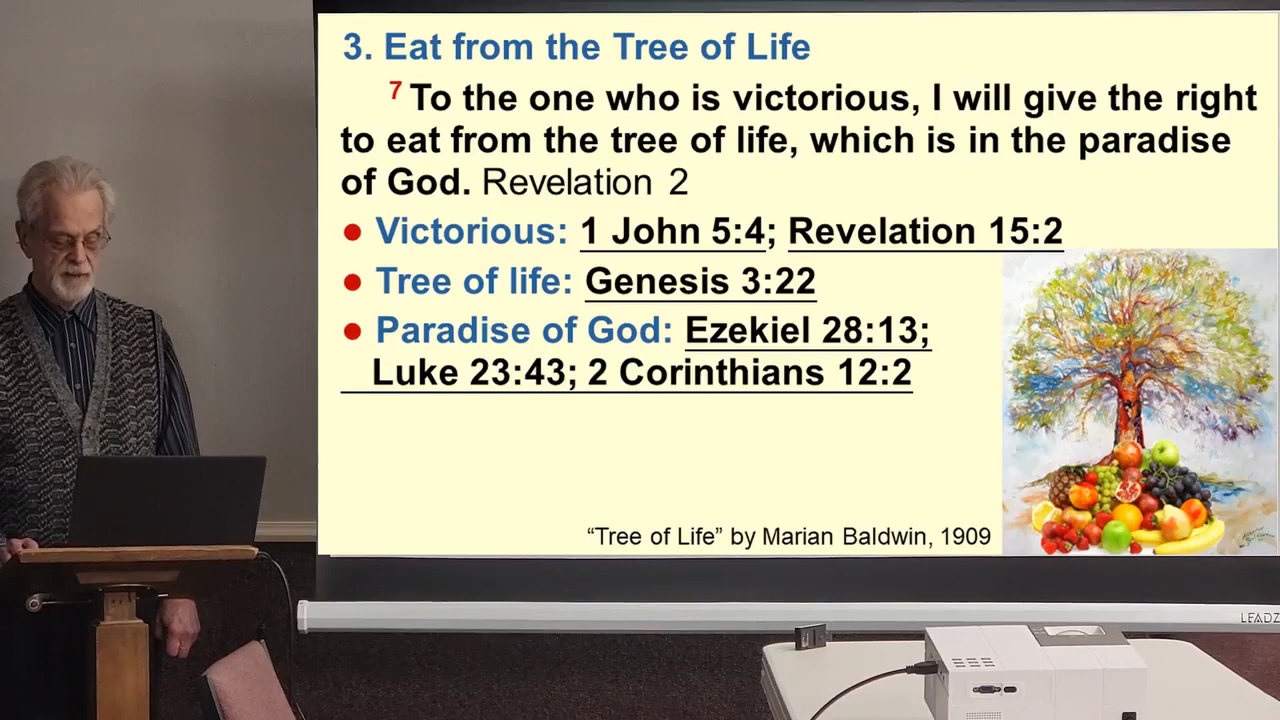 3. Eat from the Tree of Life
7 To the one who is victorious, I will give the right
to eat from the tree of life, which is in the paradise
of God. Revelation 2
● Victorious: 1 John 5:4; Revelation 15:2
● Tree of life: Genesis 3:22
● Paradise of God: Ezekiel 28:13;
Luke 23:43; 2 Corinthians 12:2
“Tree of Life” by Marian Baldwin, 1909
LEADZ